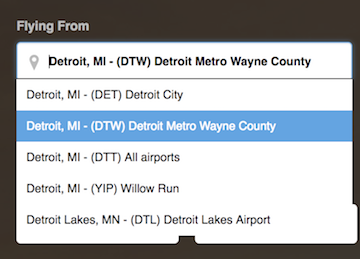 Flying From
Detroit, MI - (DTW) Detroit Metro Wayne County
Detroit, MI - (DET) Detroit City
Detroit, MI - (DTW) Detroit Metro Wayne County
Detroit, MI - (DTT) All airports
Detroit, MI - (YIP) Willow Run
Detroit Lakes, MN - (DTL) Detroit Lakes Airport